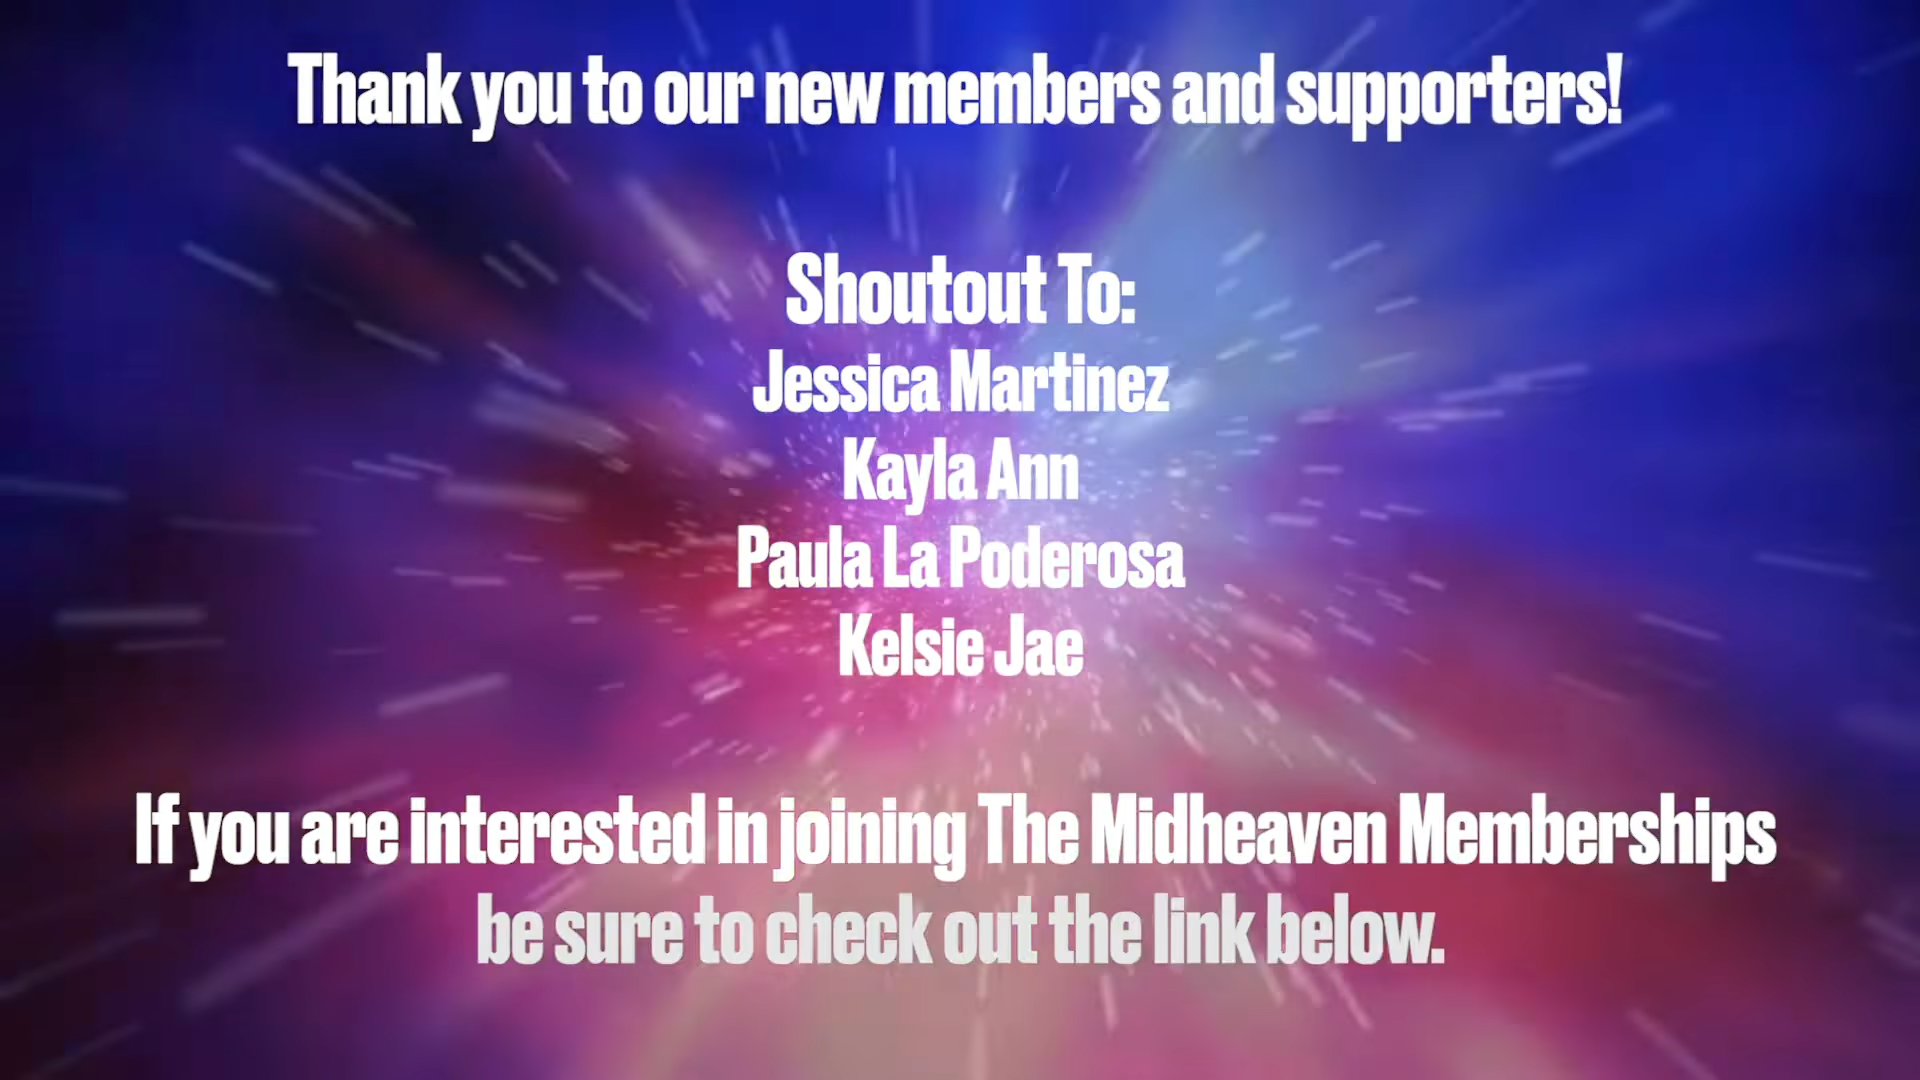 Thank you to our new members and supporters!
Shoutout To:
Jessica Martinez
Kayla Ann
Paula La Poderosa
Kelsie Jae
If you are interested in joining The Midheaven Memberships
be sure to check out the link below.